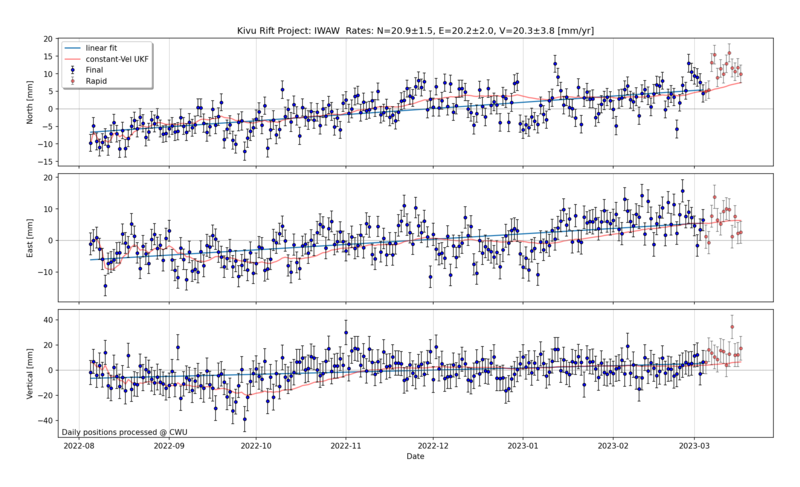 Kivu Rift Project: IWAW  Rates: N=20.9±1.5, E=20.2±2.0, V=20.3±3.8 [mm/yr]
linear fit
constant-Vel UKF
Final
Rapid
North [mm]
20
15
10
5
0
−5
−10
−15
East [mm]
20
10
0
−10
Vertical [mm]
40
20
0
−20
−40
Daily positions processed @ CWU
2022-08
2022-09
2022-10
2022-11
2022-12
2023-01
2023-02
2023-03
Date